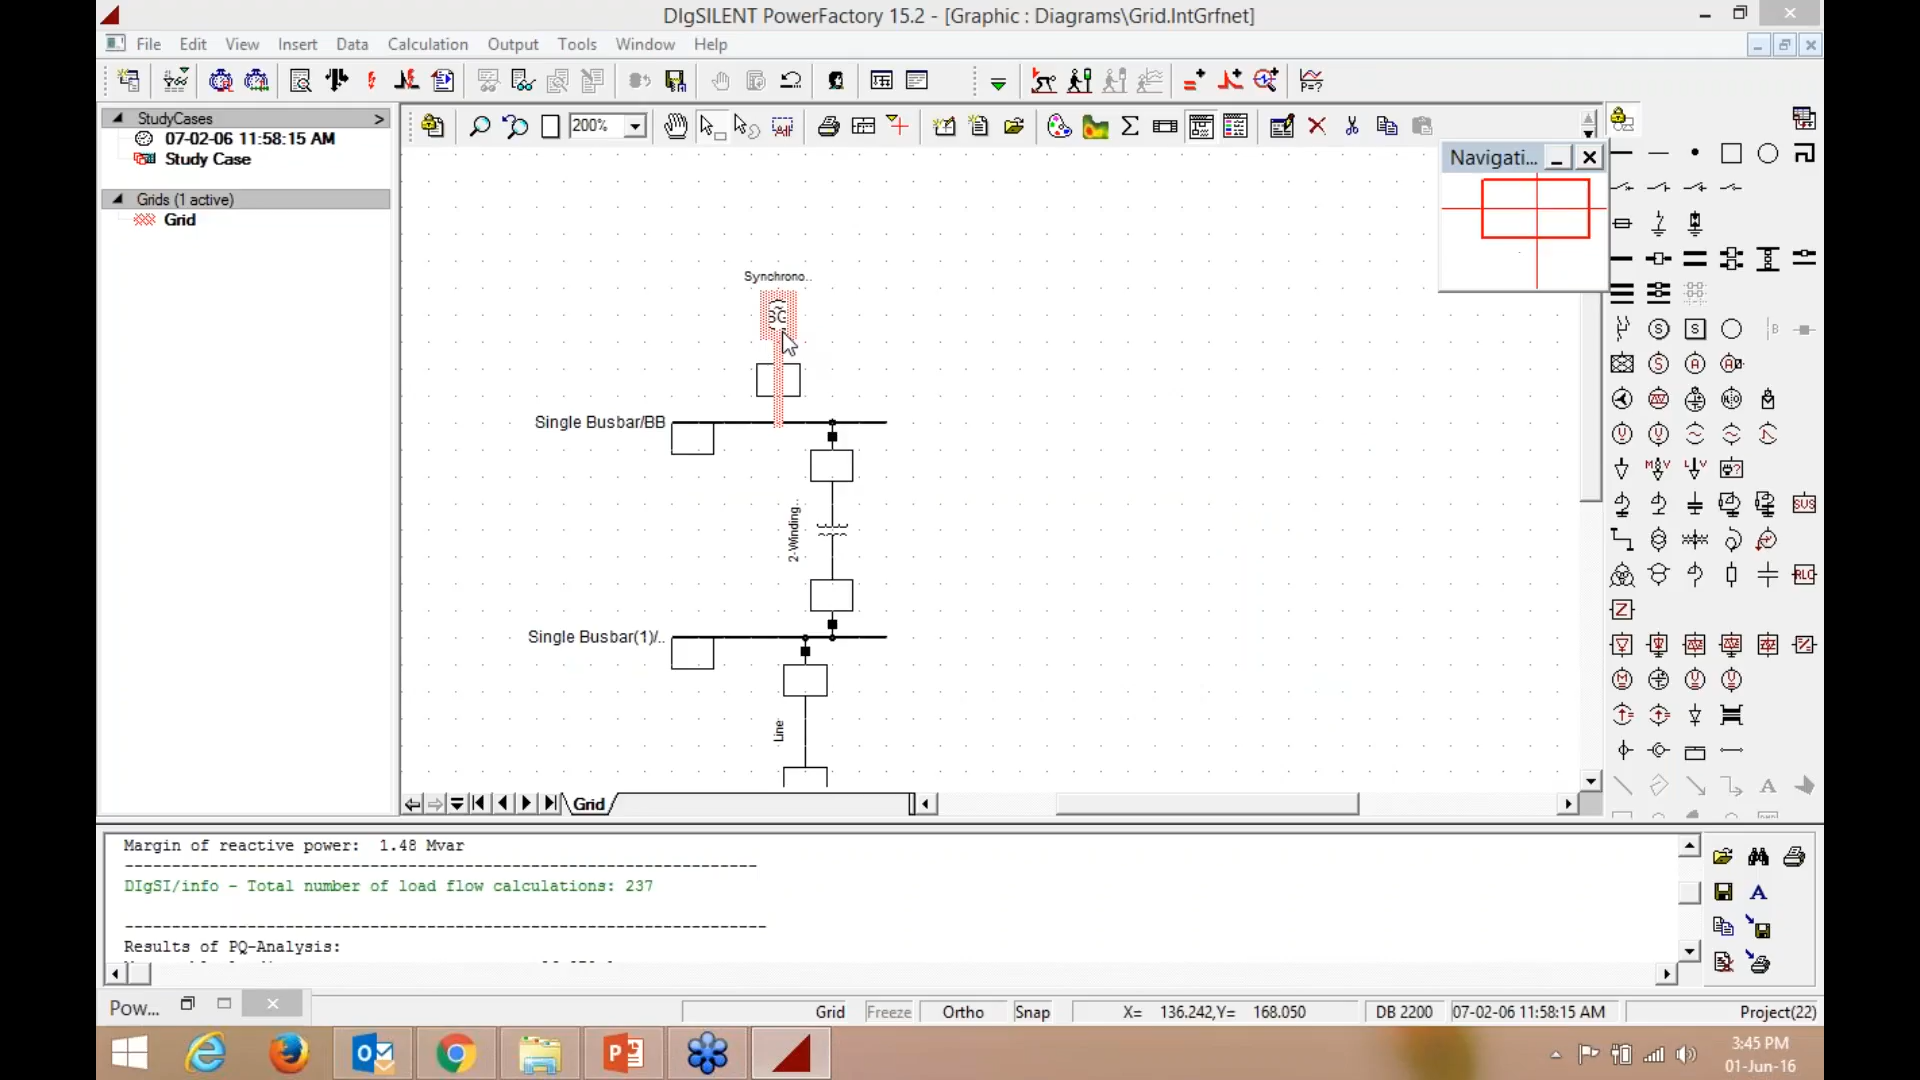 DIgSILENT PowerFactory 15.2 - [Graphic : Diagrams\Grid.IntGrfnet]
File Edit View Insert Data Calculation Output Tools Window Help
StudyCases >
07-02-06 11:58:15 AM
Study Case
Grids (1 active)
Grid
200%
Navigati...
Synchrono..
SG
Single Busbar/BB
2-Winding..
Single Busbar(1)/..
Line
Grid
Margin of reactive power: 1.48 Mvar
DIgSI/info - Total number of load flow calculations: 237
Results of PQ-Analysis:
Pow...
Grid Freeze Ortho Snap X= 136.242,Y= 168.050 DB 2200 07-02-06 11:58:15 AM Project(22)
3:45 PM
01-Jun-16